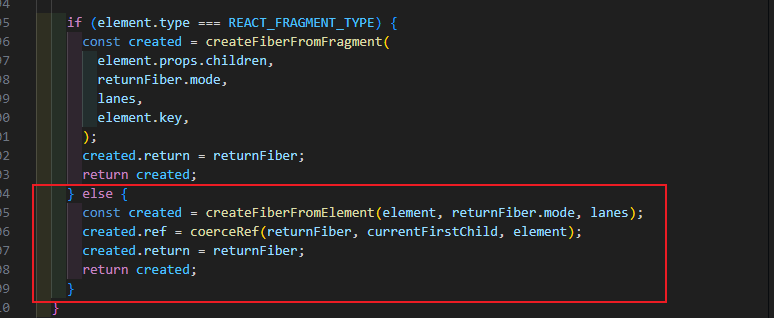 94
95 if (element.type === REACT_FRAGMENT_TYPE) {
96 const created = createFiberFromFragment(
97 element.props.children,
98 returnFiber.mode,
99 lanes,
00 element.key,
01 );
02 created.return = returnFiber;
03 return created;
04 } else {
05 const created = createFiberFromElement(element, returnFiber.mode, lanes);
06 created.ref = coerceRef(returnFiber, currentFirstChild, element);
07 created.return = returnFiber;
08 return created;
09 }
10 }